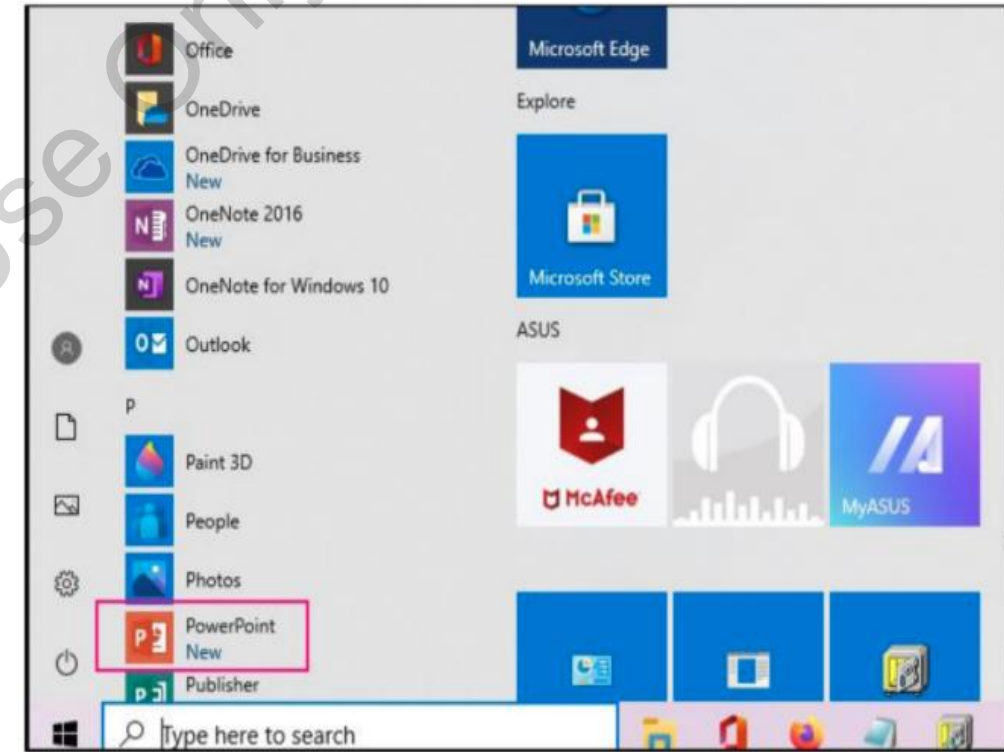 Office
OneDrive
OneDrive for Business
New
OneNote 2016
New
OneNote for Windows 10
Outlook
P
Paint 3D
People
Photos
PowerPoint
New
Publisher
Type here to search
Microsoft Edge
Explore
Microsoft Store
ASUS
McAfee
MyASUS